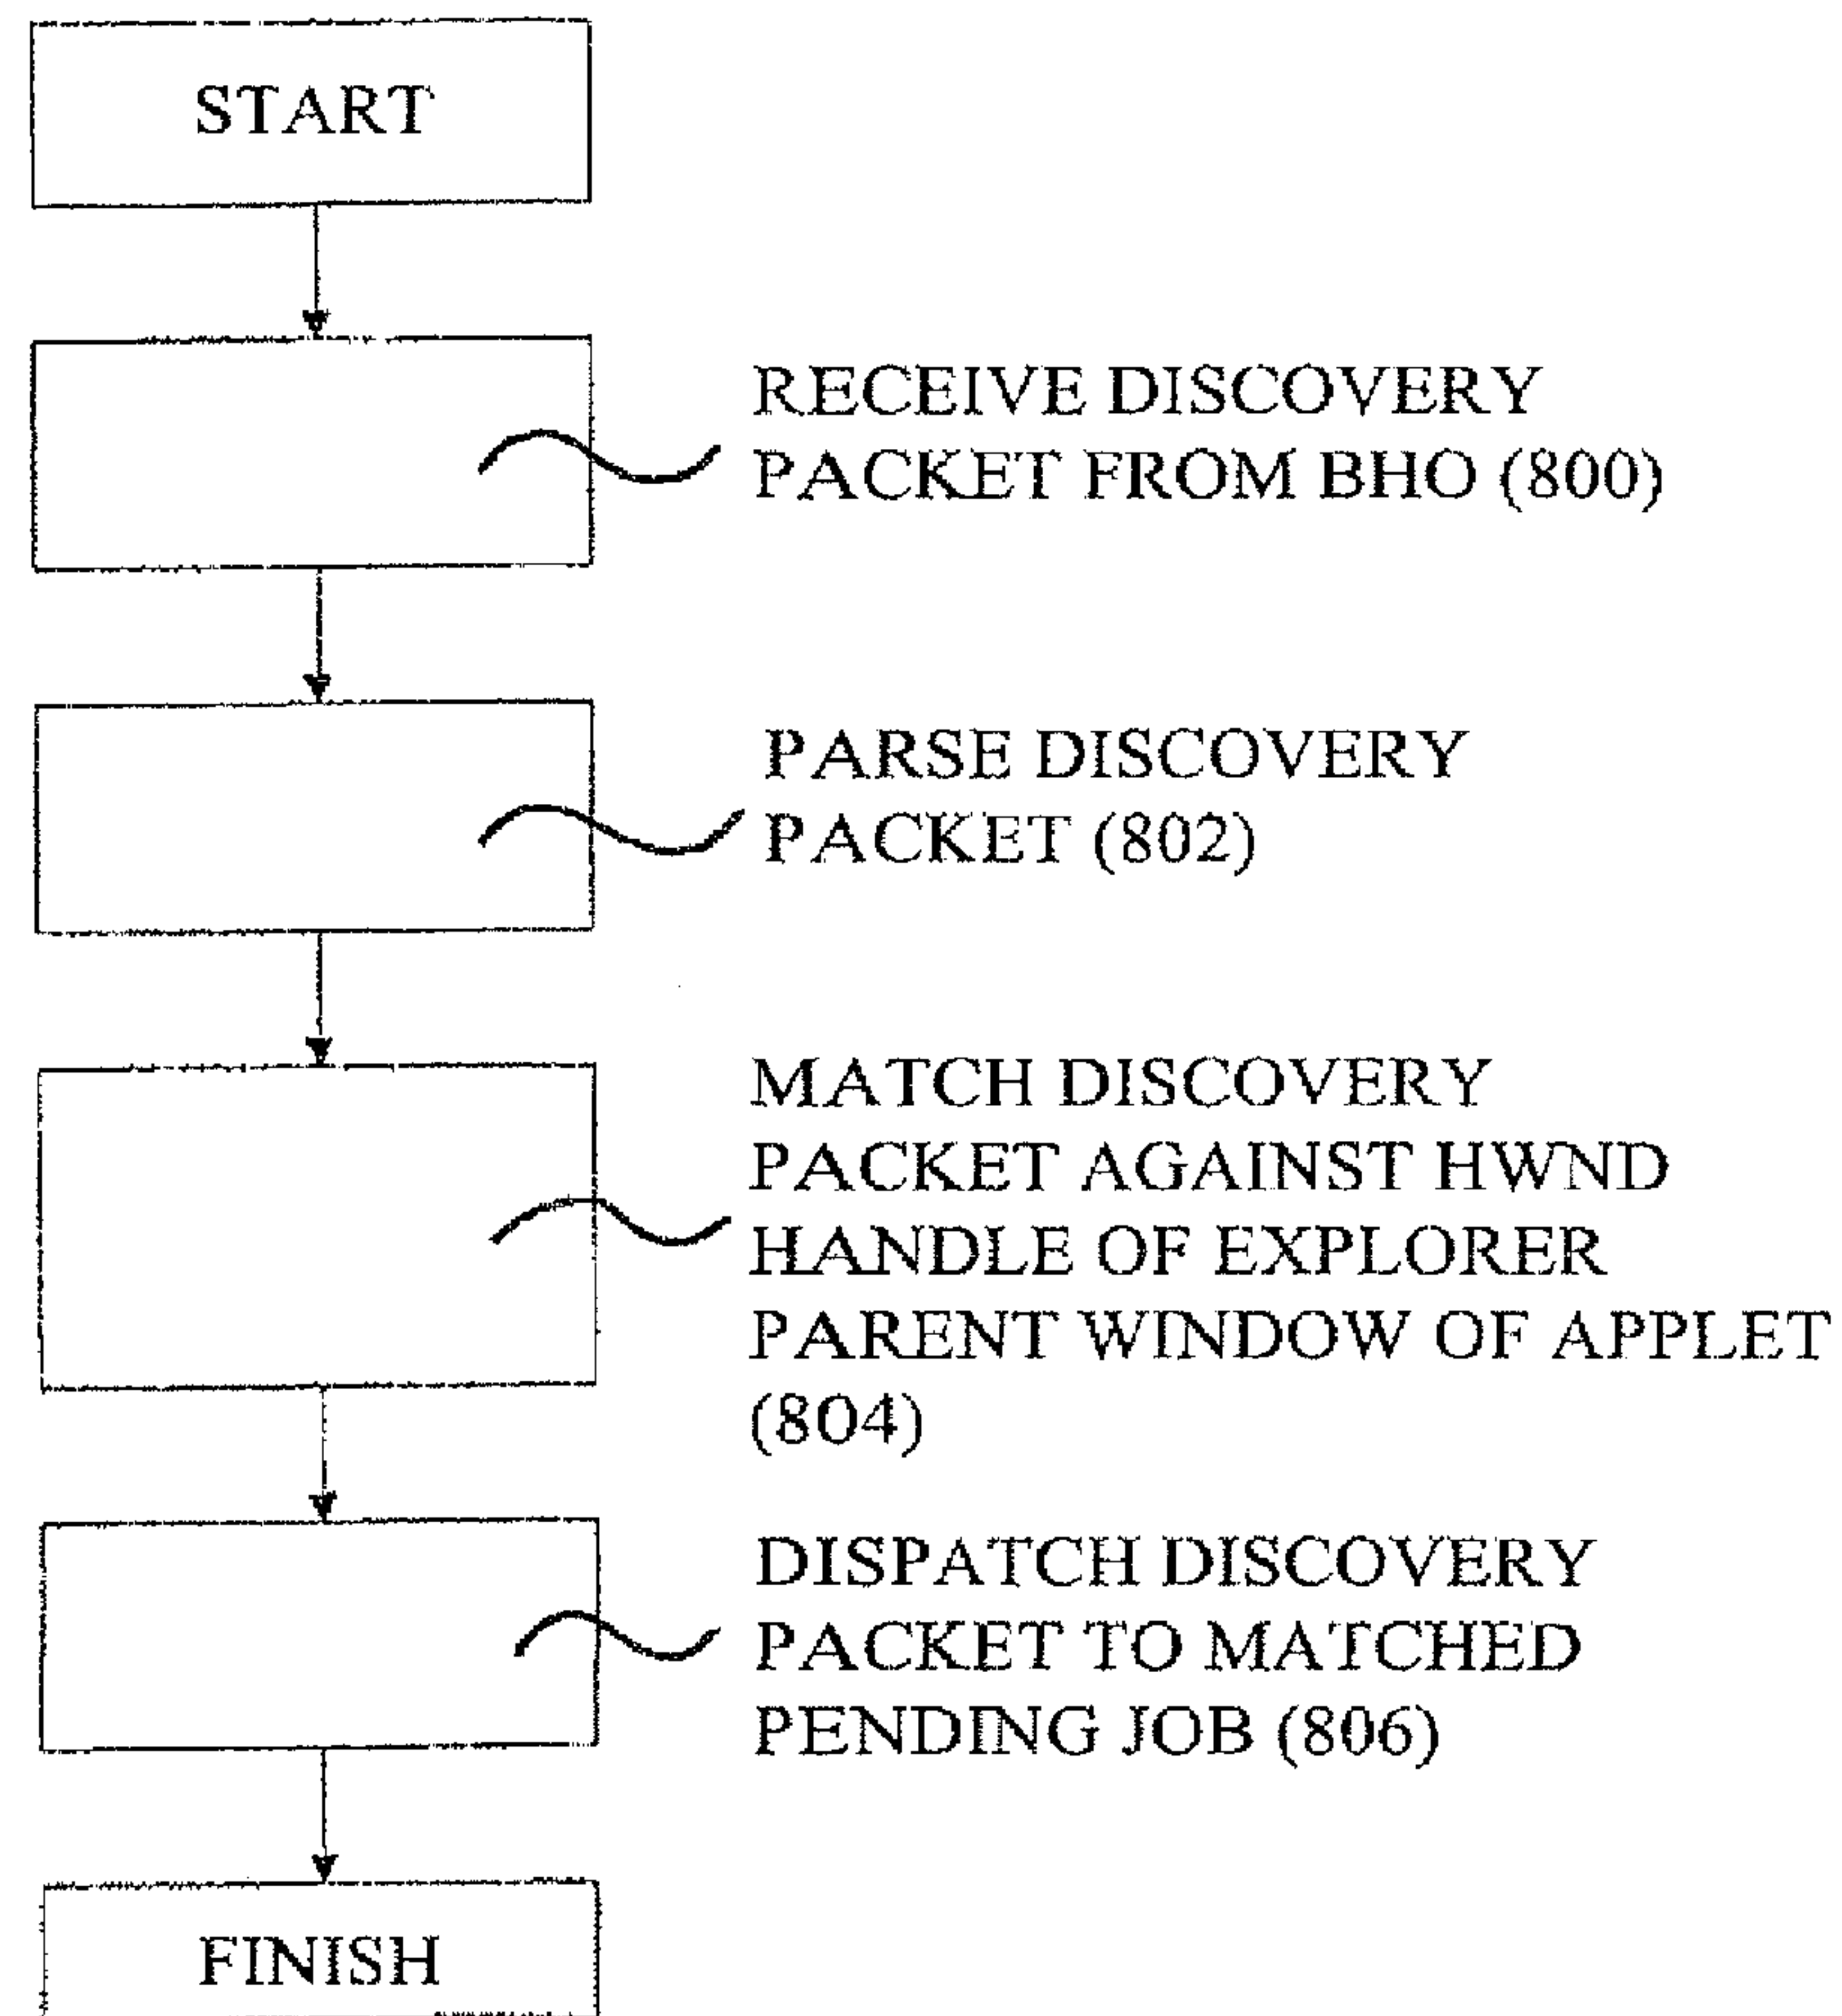 START
RECEIVE DISCOVERY
PACKET FROM BHO (800)
PARSE DISCOVERY
PACKET (802)
MATCH DISCOVERY
PACKET AGAINST HWND
HANDLE OF EXPLORER
PARENT WINDOW OF APPLET
(804)
DISPATCH DISCOVERY
PACKET TO MATCHED
PENDING JOB (806)
FINISH